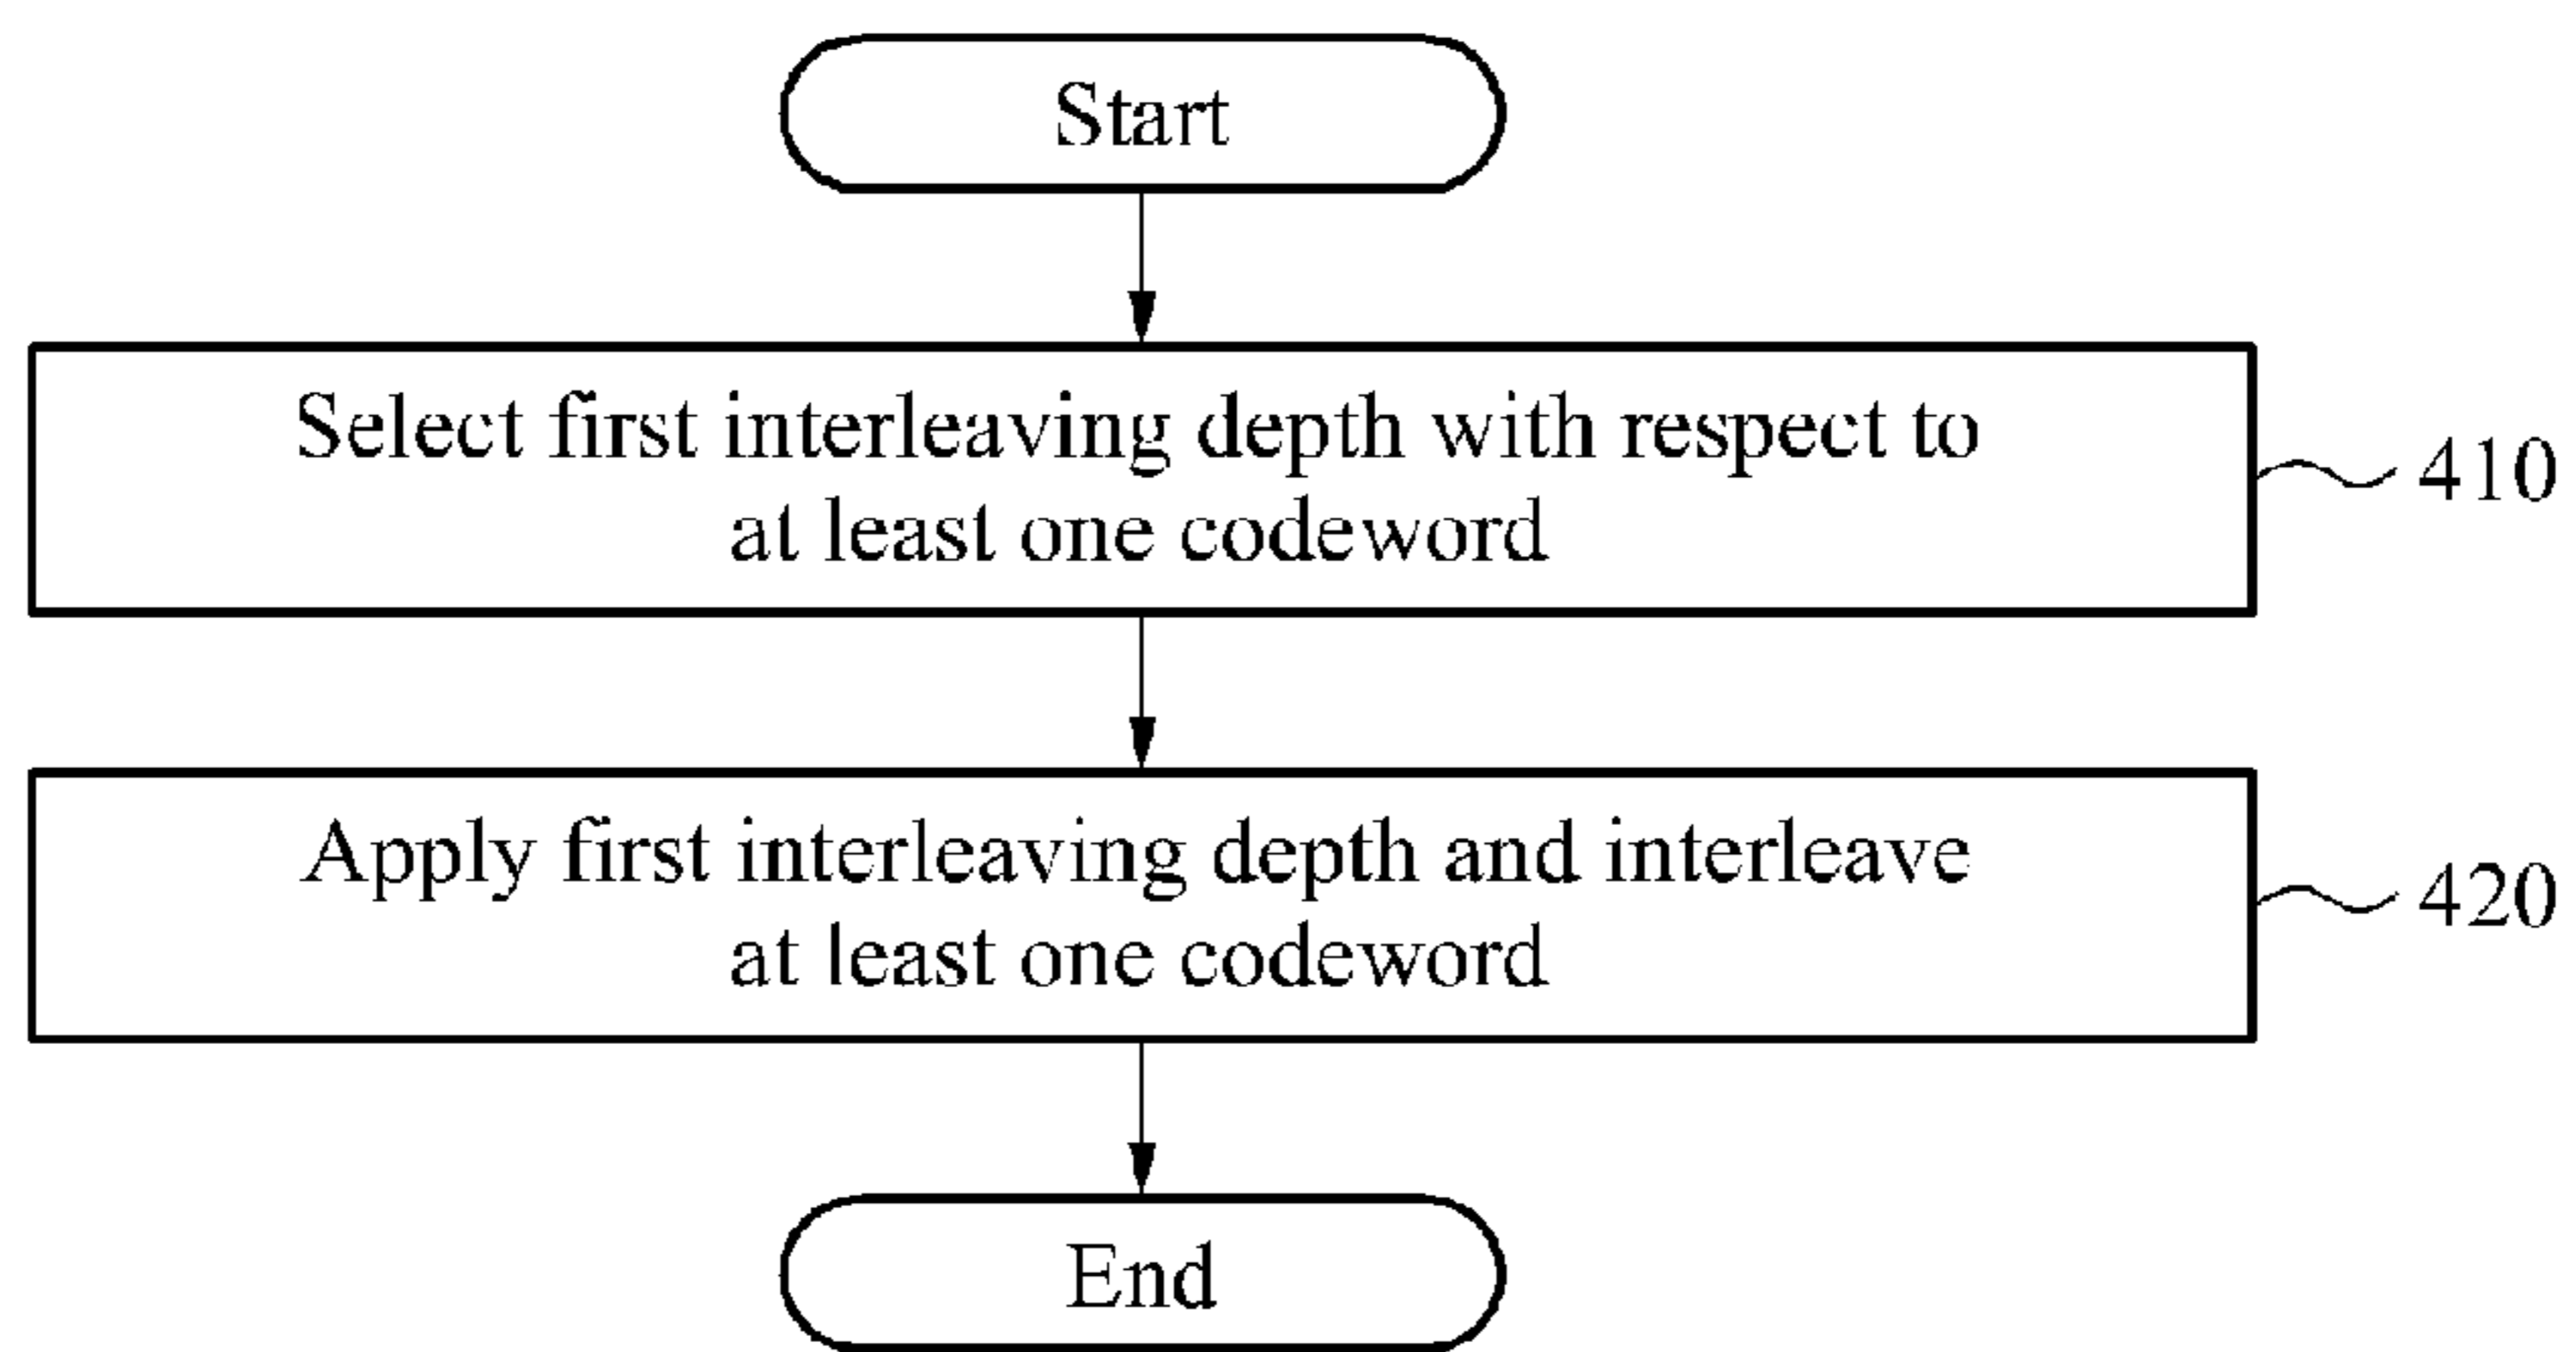 Start
Select first interleaving depth with respect to
at least one codeword
410
Apply first interleaving depth and interleave
at least one codeword
420
End